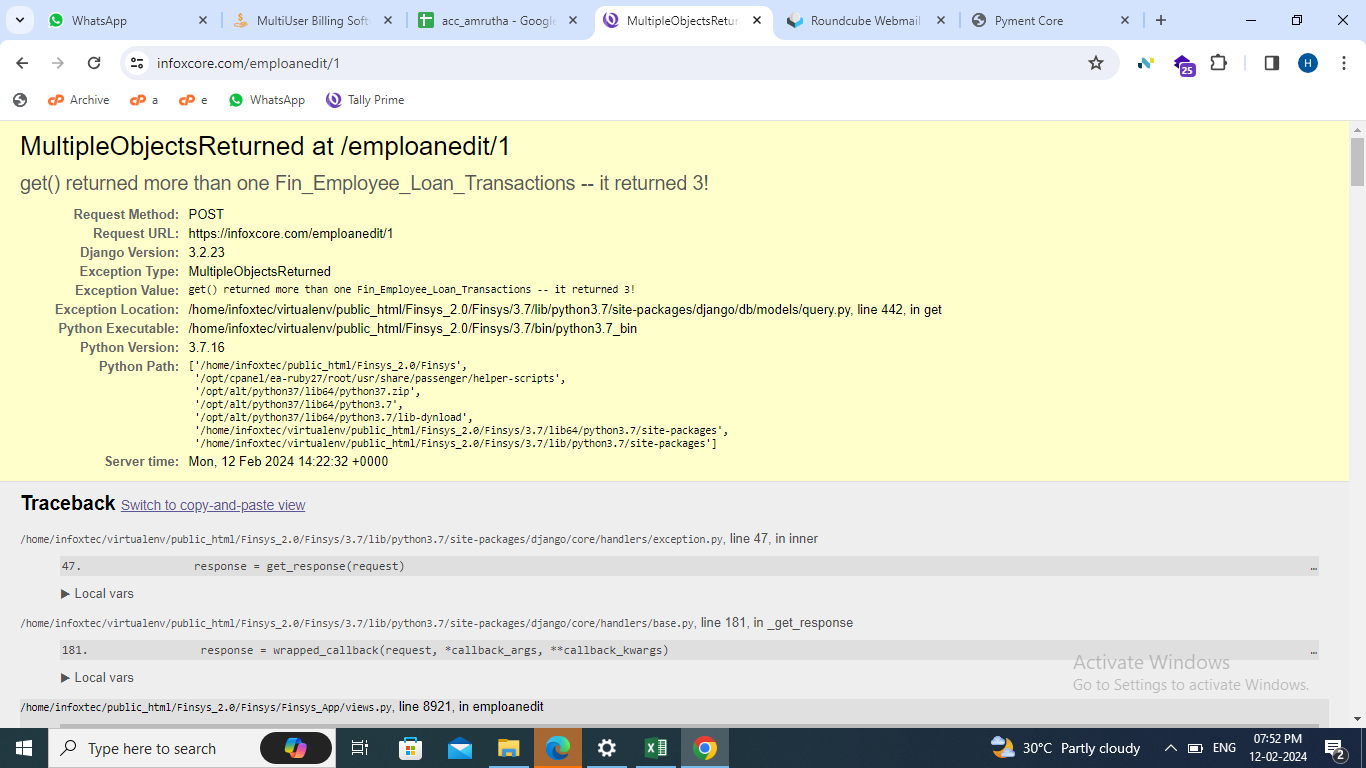 WhatsApp
MultiUser Billing Soft
acc_amrutha - Google
MultipleObjectsReturn
Roundcube Webmail
Pyment Core
infoxcore.com/emploanedit/1
25
H
Archive
a
e
WhatsApp
Tally Prime
MultipleObjectsReturned at /emploanedit/1
get() returned more than one Fin_Employee_Loan_Transactions -- it returned 3!
Request Method: POST
Request URL: https://infoxcore.com/emploanedit/1
Django Version: 3.2.23
Exception Type: MultipleObjectsReturned
Exception Value: get() returned more than one Fin_Employee_Loan_Transactions -- it returned 3!
Exception Location: /home/infoxtec/virtualenv/public_html/Finsys_2.0/Finsys/3.7/lib/python3.7/site-packages/django/db/models/query.py, line 442, in get
Python Executable: /home/infoxtec/virtualenv/public_html/Finsys_2.0/Finsys/3.7/bin/python3.7_bin
Python Version: 3.7.16
Python Path: ['/home/infoxtec/public_html/Finsys_2.0/Finsys',
'/opt/cpanel/ea-ruby27/root/usr/share/passenger/helper-scripts',
'/opt/alt/python37/lib64/python37.zip',
'/opt/alt/python37/lib64/python3.7',
'/opt/alt/python37/lib64/python3.7/lib-dynload',
'/home/infoxtec/virtualenv/public_html/Finsys_2.0/Finsys/3.7/lib64/python3.7/site-packages',
'/home/infoxtec/virtualenv/public_html/Finsys_2.0/Finsys/3.7/lib/python3.7/site-packages']
Server time: Mon, 12 Feb 2024 14:22:32 +0000
Traceback Switch to copy-and-paste view
/home/infoxtec/virtualenv/public_html/Finsys_2.0/Finsys/3.7/lib/python3.7/site-packages/django/core/handlers/exception.py, line 47, in inner
47. response = get_response(request) …
▶ Local vars
/home/infoxtec/virtualenv/public_html/Finsys_2.0/Finsys/3.7/lib/python3.7/site-packages/django/core/handlers/base.py, line 181, in _get_response
181. response = wrapped_callback(request, *callback_args, **callback_kwargs) …
▶ Local vars
Activate Windows
Go to Settings to activate Windows.
/home/infoxtec/public_html/Finsys_2.0/Finsys/Finsys_App/views.py, line 8921, in emploanedit
Type here to search
30°C Partly cloudy
ENG
07:52 PM
12-02-2024
2